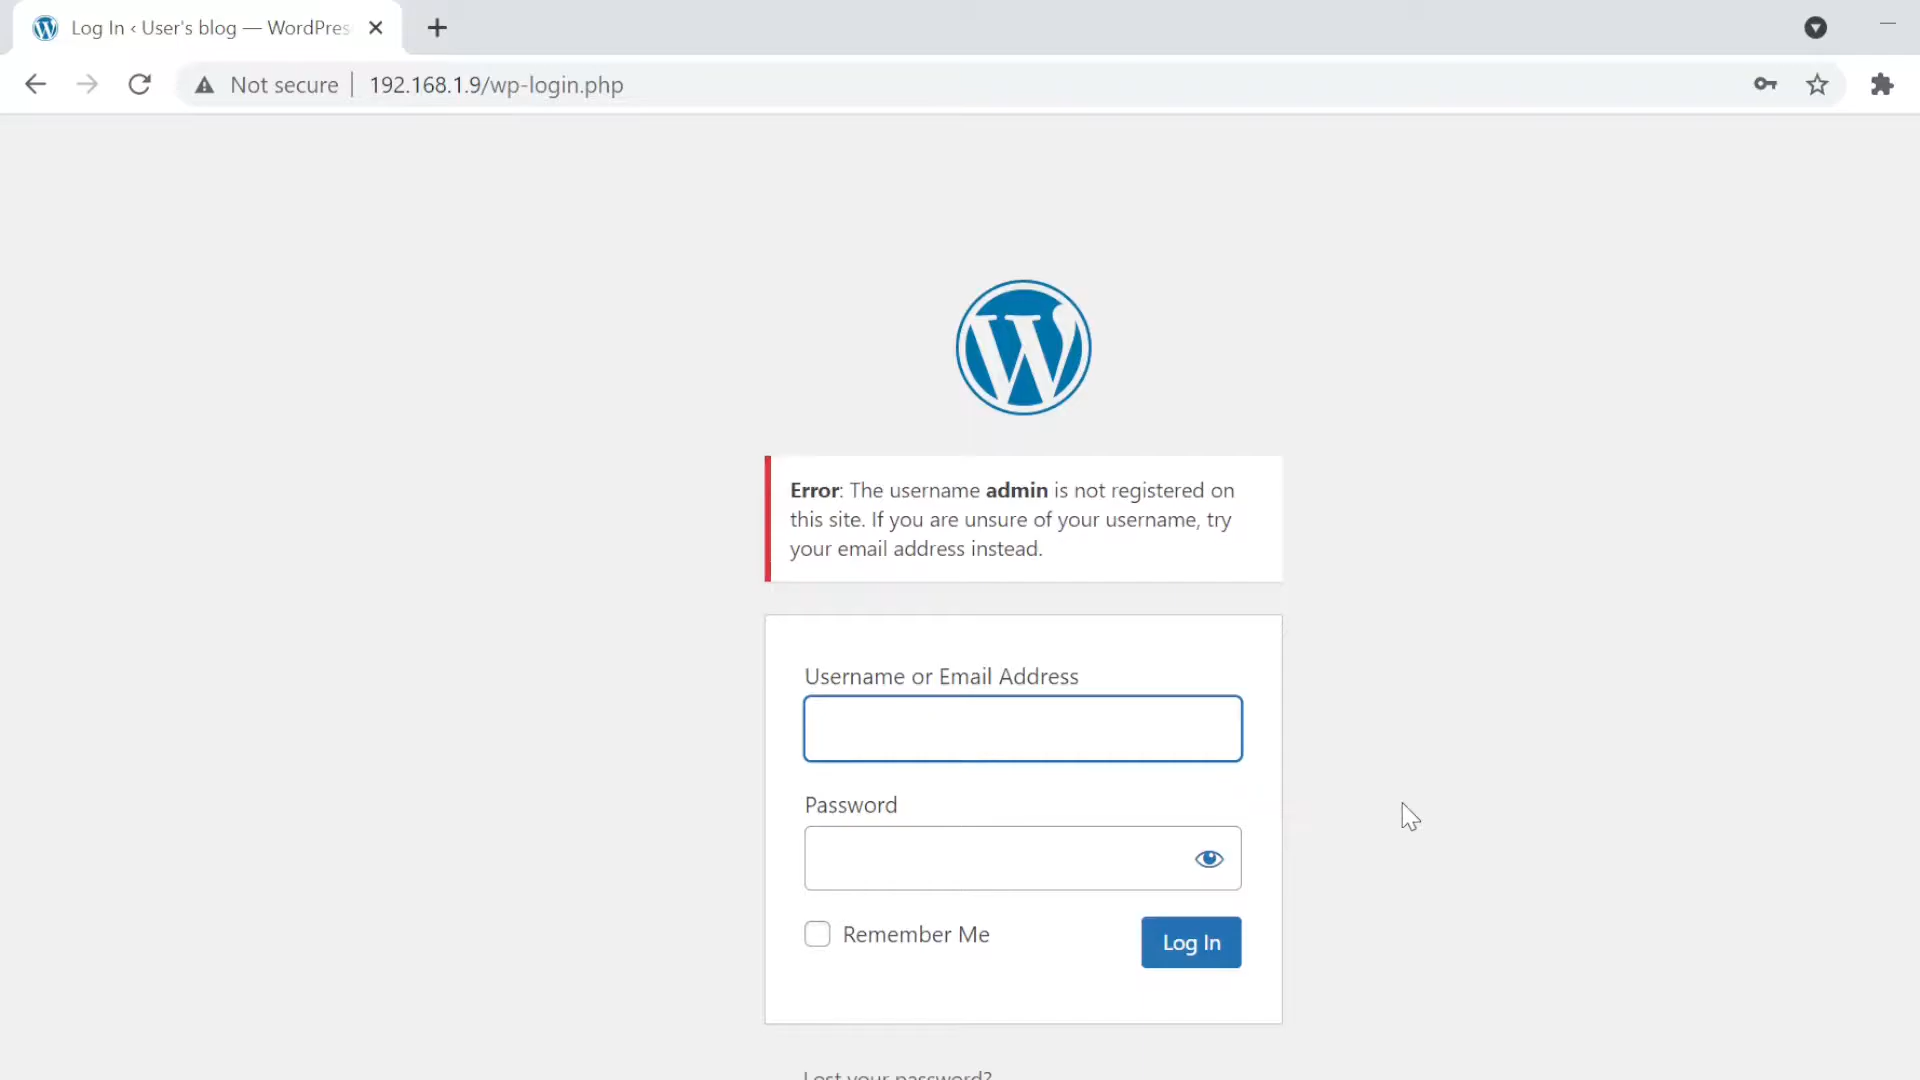 Log In ‹ User's blog — WordPres
Not secure
192.168.1.9/wp-login.php
Error: The username admin is not registered on
this site. If you are unsure of your username, try
your email address instead.
Username or Email Address
Password
Remember Me
Log In
Lost your password?